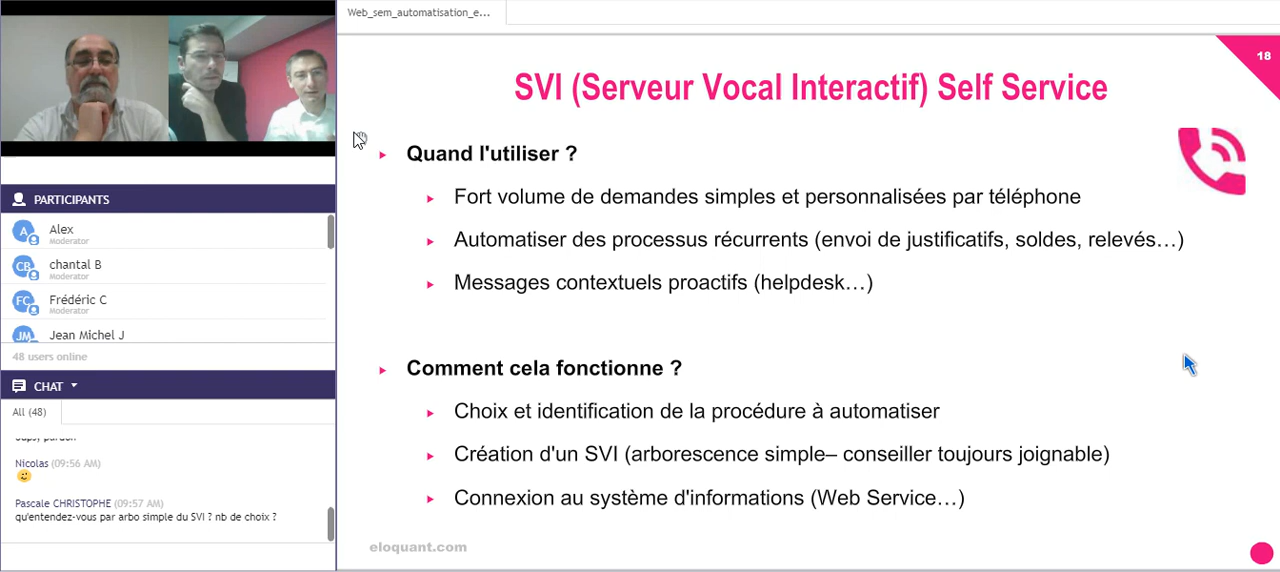 Web_sem_automatisation_e...
18
SVI (Serveur Vocal Interactif) Self Service
Quand l'utiliser ?
Fort volume de demandes simples et personnalisées par téléphone
Automatiser des processus récurrents (envoi de justificatifs, soldes, relevés…)
Messages contextuels proactifs (helpdesk…)
Comment cela fonctionne ?
Choix et identification de la procédure à automatiser
Création d'un SVI (arborescence simple– conseiller toujours joignable)
Connexion au système d'informations (Web Service…)
eloquant.com
PARTICIPANTS
A
Alex
Moderator
CB
chantal B
Moderator
FC
Frédéric C
Moderator
JM
Jean Michel J
48 users online
CHAT
All (48)
Nicolas (09:56 AM)
Pascale CHRISTOPHE (09:57 AM)
qu'entendez-vous par arbo simple du SVI ? nb de choix ?